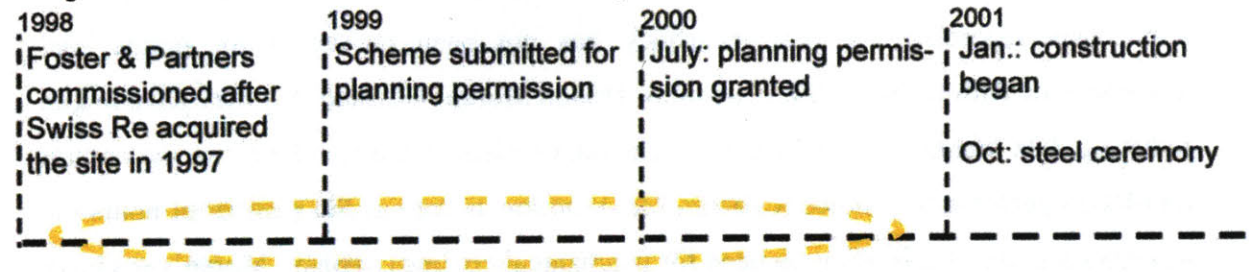 1998
Foster & Partners
commissioned after
Swiss Re acquired
the site in 1997
1999
Scheme submitted for
planning permission
2000
July: planning permis-
sion granted
2001
Jan.: construction
began
Oct: steel ceremony